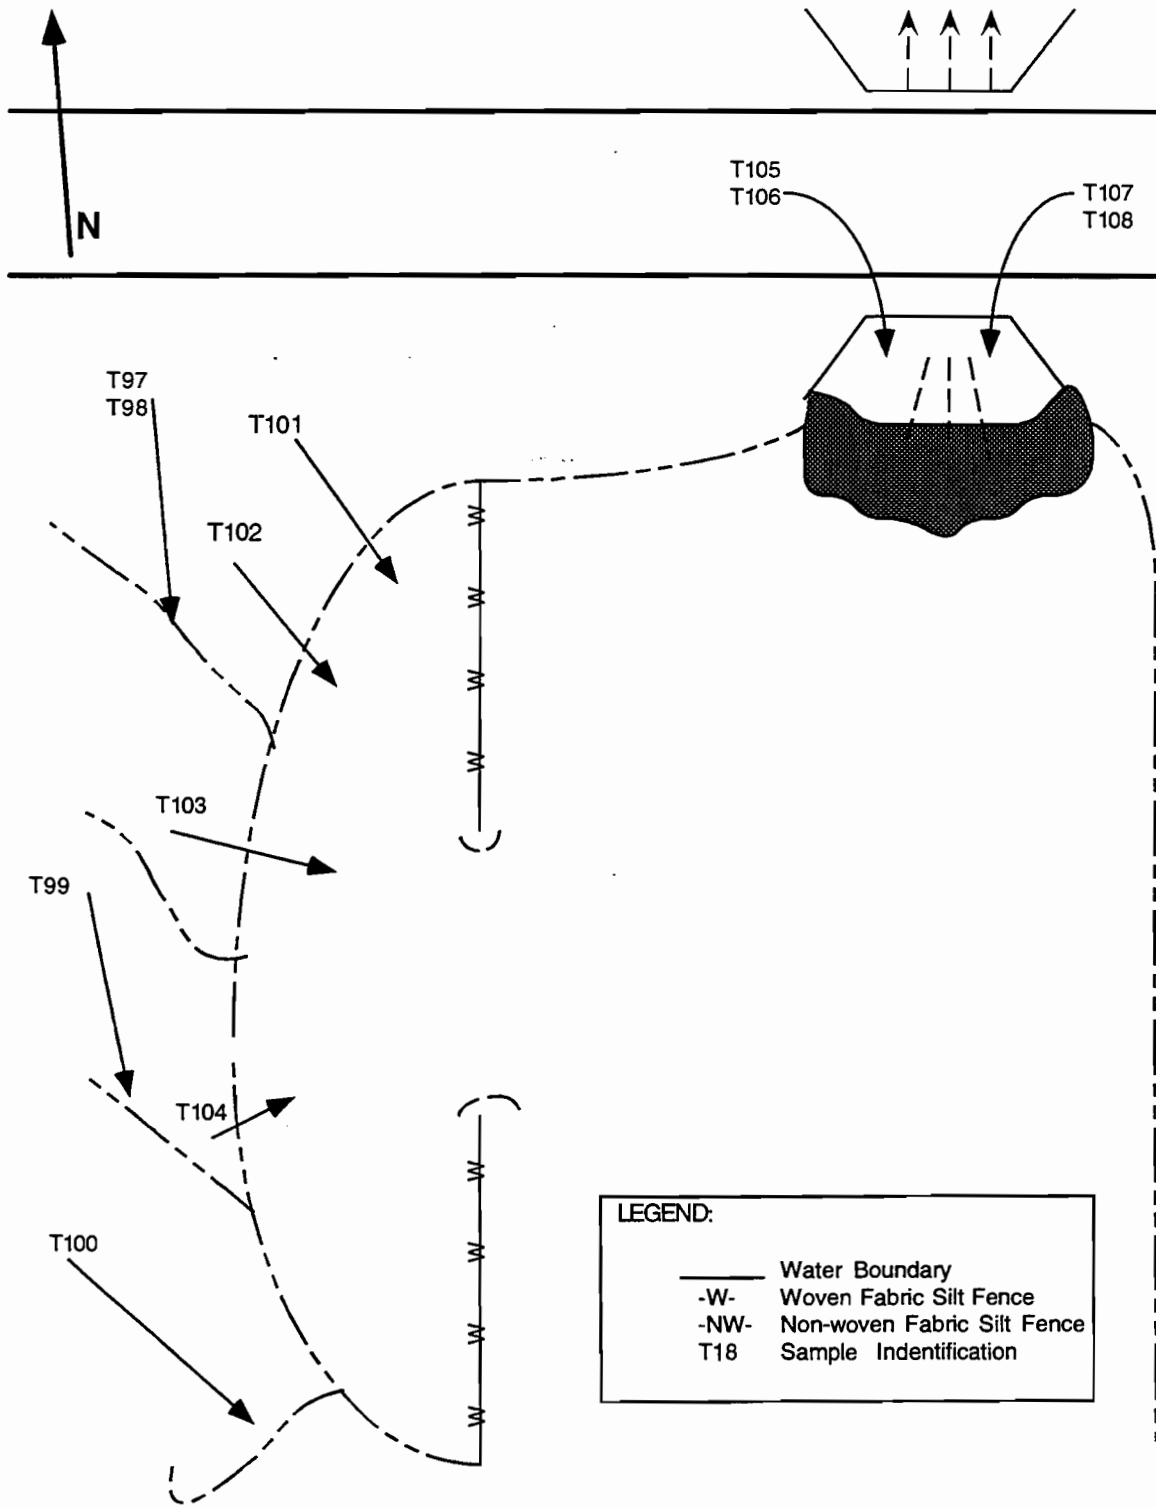 N
T105
T106
T107
T108
T97
T98
T101
T102
T103
T99
T104
T100
W
W
W
W
W
W
W
W
LEGEND:
Water Boundary
-W- Woven Fabric Silt Fence
-NW- Non-woven Fabric Silt Fence
T18 Sample Indentification